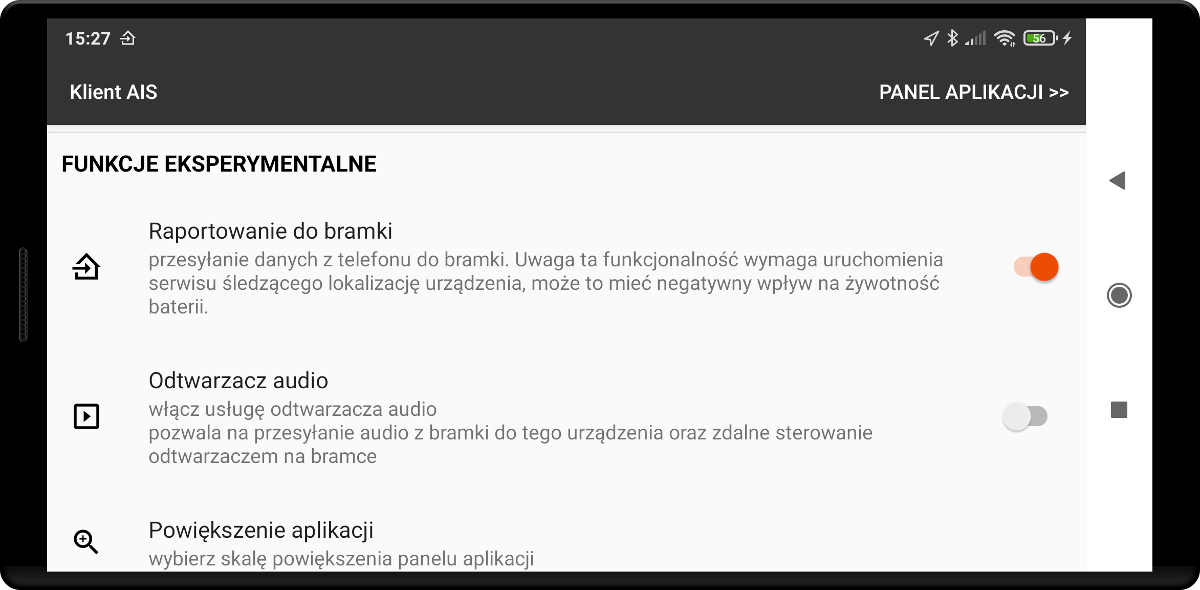 15:27
56
Klient AIS
PANEL APLIKACJI >>
FUNKCJE EKSPERYMENTALNE
Raportowanie do bramki
przesyłanie danych z telefonu do bramki. Uwaga ta funkcjonalność wymaga uruchomienia
serwisu śledzącego lokalizację urządzenia, może to mieć negatywny wpływ na żywotność
baterii.
Odtwarzacz audio
włącz usługę odtwarzacza audio
pozwala na przesyłanie audio z bramki do tego urządzenia oraz zdalne sterowanie
odtwarzaczem na bramce
Powiększenie aplikacji
wybierz skalę powiększenia panelu aplikacji